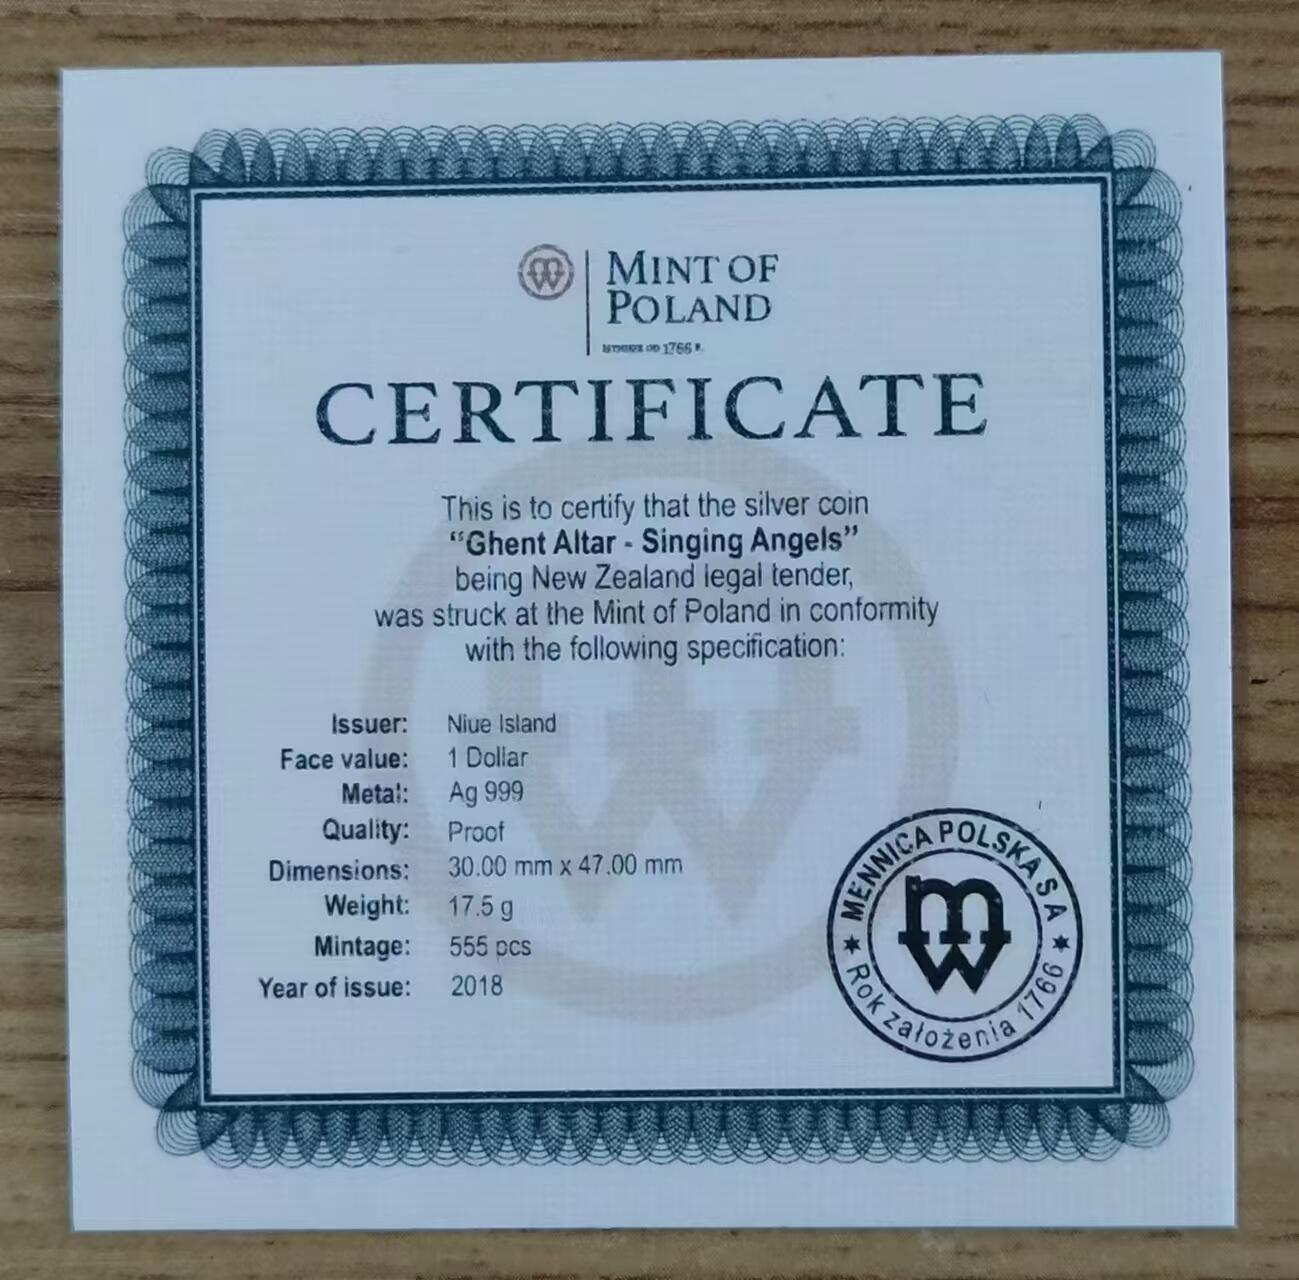 MINT OF
POLAND
1766 R.
CERTIFICATE
This is to certify that the silver coin
“Ghent Altar - Singing Angels”
being New Zealand legal tender,
was struck at the Mint of Poland in conformity
with the following specification:
Issuer: Niue Island
Face value: 1 Dollar
Metal: Ag 999
Quality: Proof
Dimensions: 30.00 mm x 47.00 mm
Weight: 17.5 g
Mintage: 555 pcs
Year of issue: 2018
MENNICA POLSKA S A
Rok założenia 1766